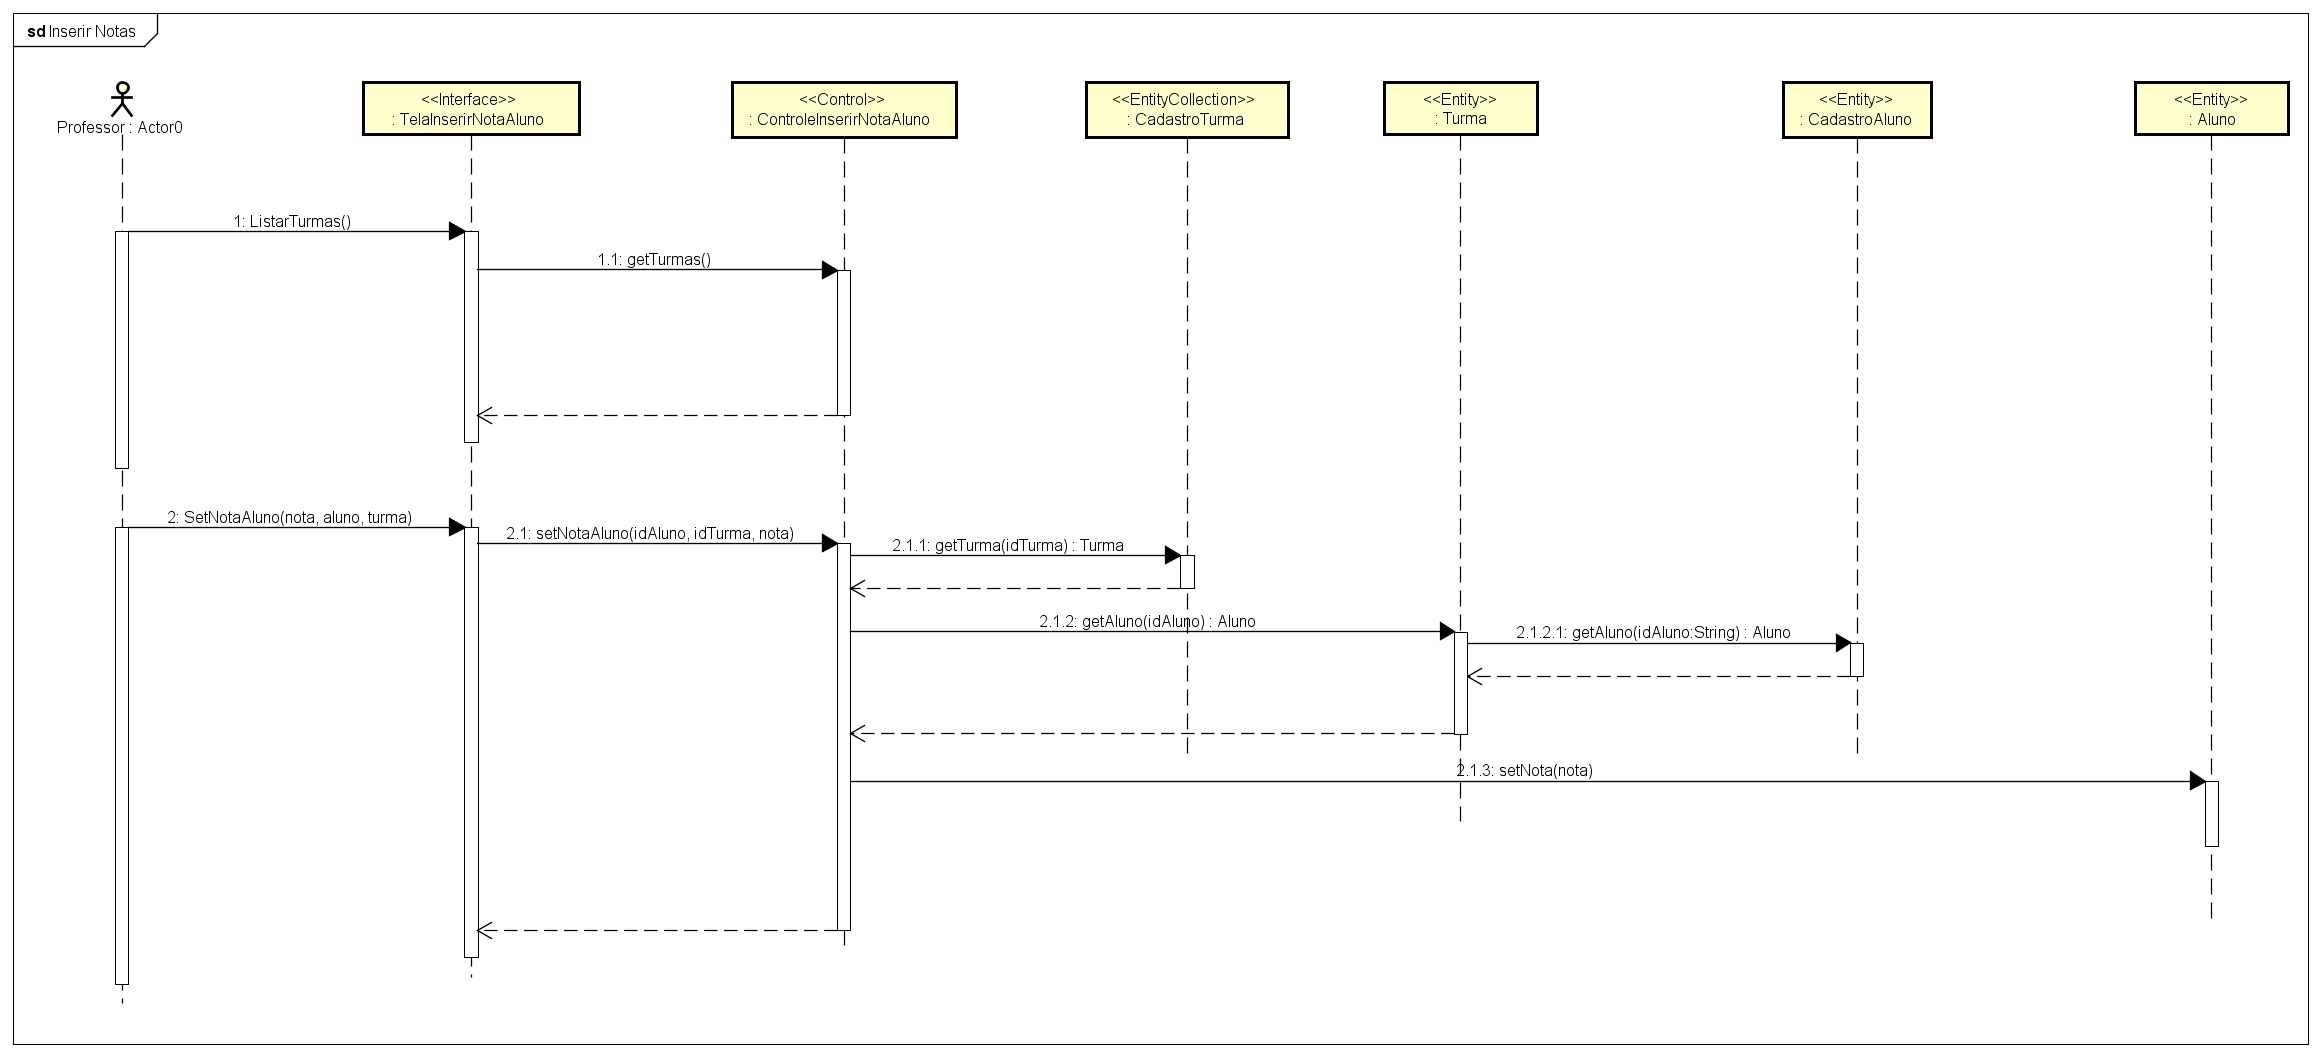 sd Inserir Notas
Professor : Actor0
<<Interface>>
: TelaInserirNotaAluno
<<Control>>
: ControleInserirNotaAluno
<<EntityCollection>>
: CadastroTurma
<<Entity>>
: Turma
<<Entity>>
: CadastroAluno
<<Entity>>
: Aluno
1: ListarTurmas()
1.1: getTurmas()
2: SetNotaAluno(nota, aluno, turma)
2.1: setNotaAluno(idAluno, idTurma, nota)
2.1.1: getTurma(idTurma) : Turma
2.1.2: getAluno(idAluno) : Aluno
2.1.2.1: getAluno(idAluno:String) : Aluno
2.1.3: setNota(nota)